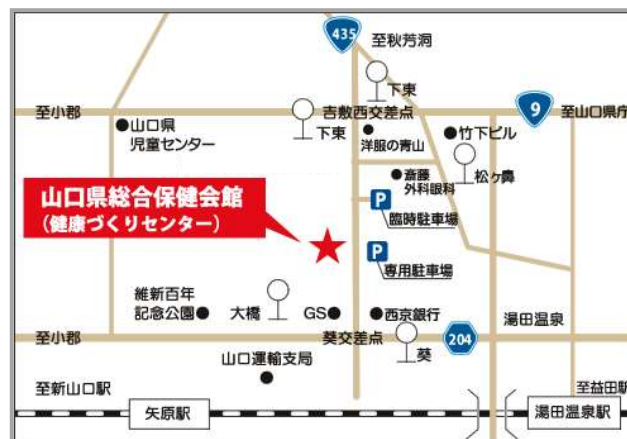 435
至秋芳洞
下東
至小郡
吉敷西交差点
9
至山口県庁
山口県
児童センター
下東
洋服の青山
竹下ビル
斎藤
外科眼科
松ヶ鼻
山口県総合保健会館
(健康づくりセンター)
P
臨時駐車場
P
専用駐車場
維新百年
記念公園
大橋
GS
西京銀行
湯田温泉
至小郡
葵交差点
葵
204
山口運輸支局
至新山口駅
至益田駅
矢原駅
湯田温泉駅